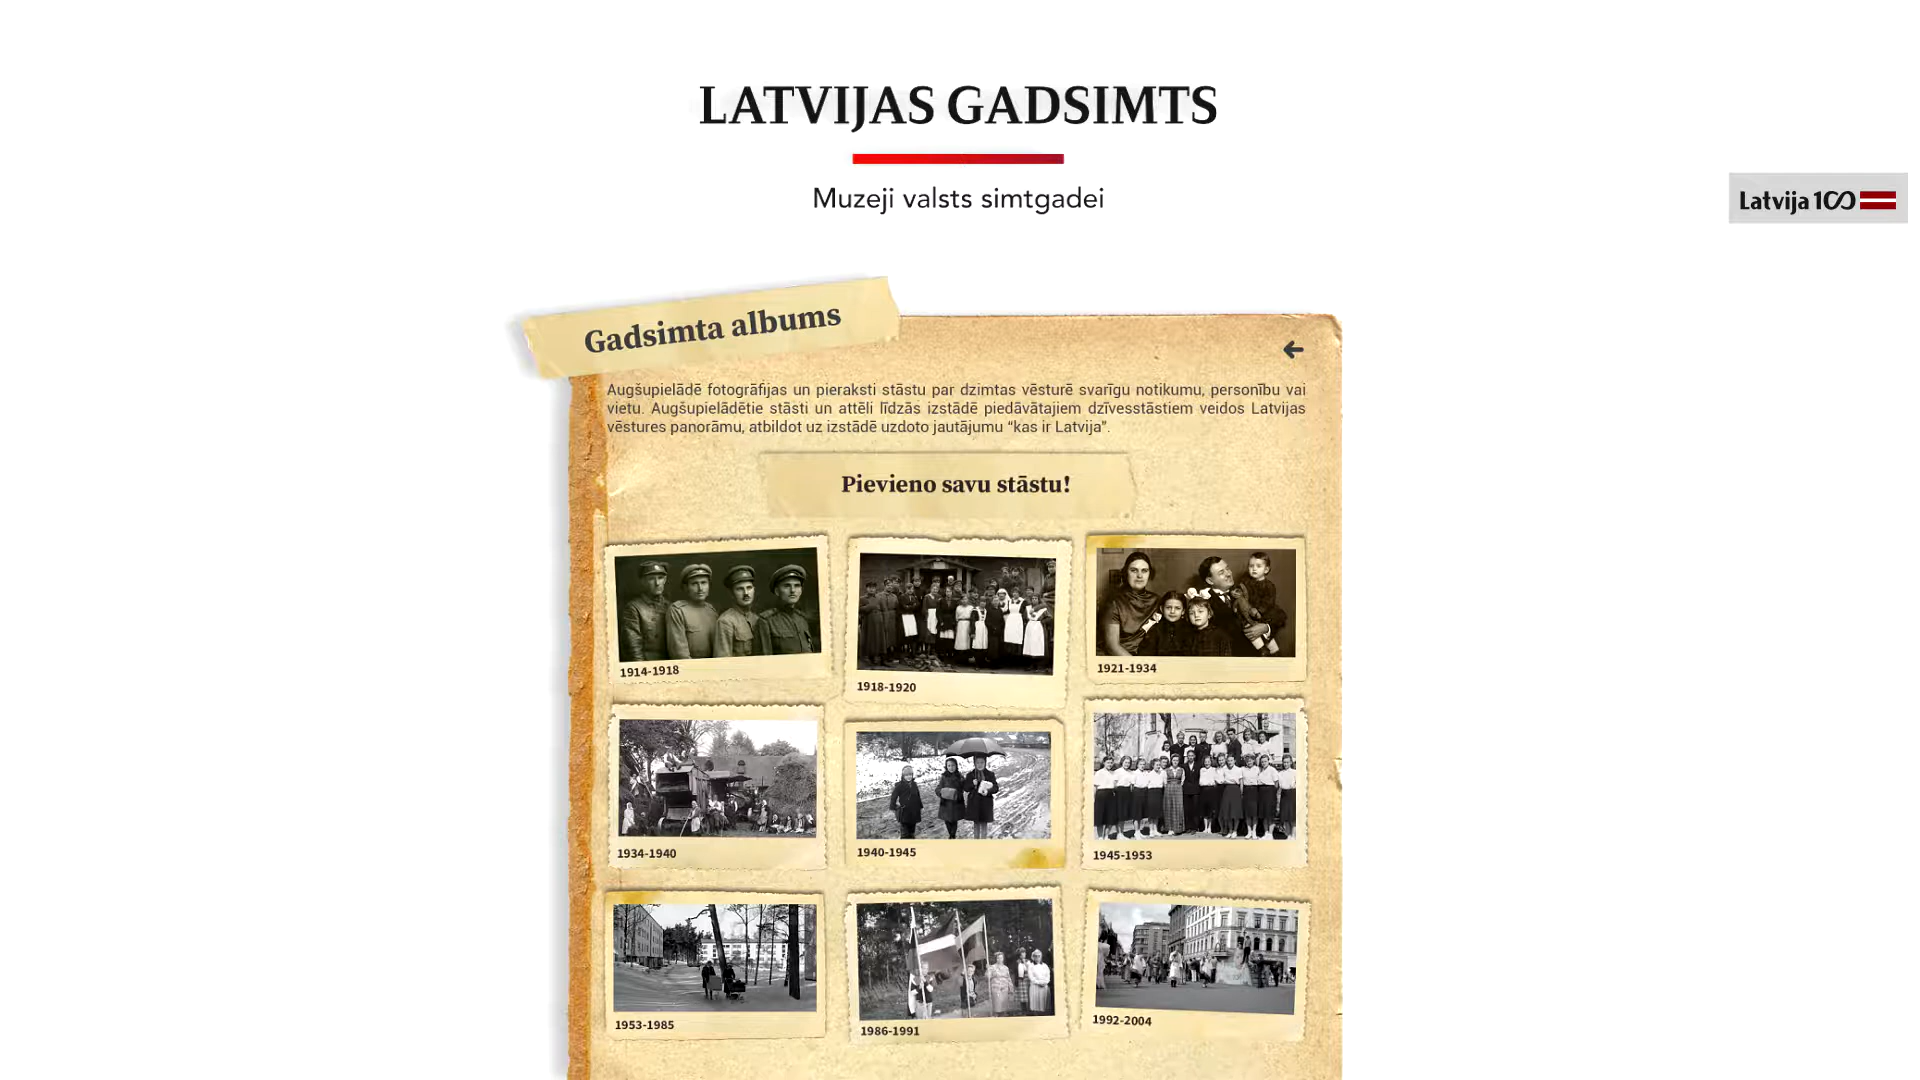 LATVIJAS GADSIMTS
Muzeji valsts simtgadei
Latvija 100
Gadsimta albums
Augšupielādē fotogrāfijas un pieraksti stāstu par dzimtas vēsturē svarīgu notikumu, personību vai
vietu. Augšupielādētie stāsti un attēli līdzās izstādē piedāvātajiem dzīvesstāstiem veidos Latvijas
vēstures panorāmu, atbildot uz izstādē uzdoto jautājumu “kas ir Latvija”.
Pievieno savu stāstu!
1914-1918
1918-1920
1921-1934
1934-1940
1940-1945
1945-1953
1953-1985
1986-1991
1992-2004